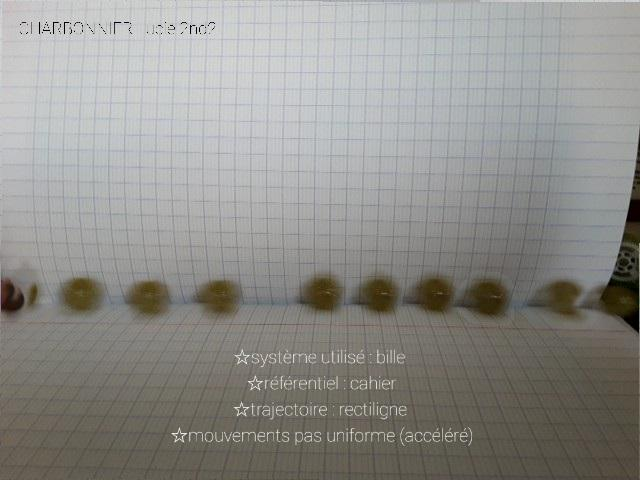 CHARBONNIER Lucie 2nd2
☆système utilisé : bille
☆référentiel : cahier
☆trajectoire : rectiligne
☆mouvements pas uniforme (accéléré)